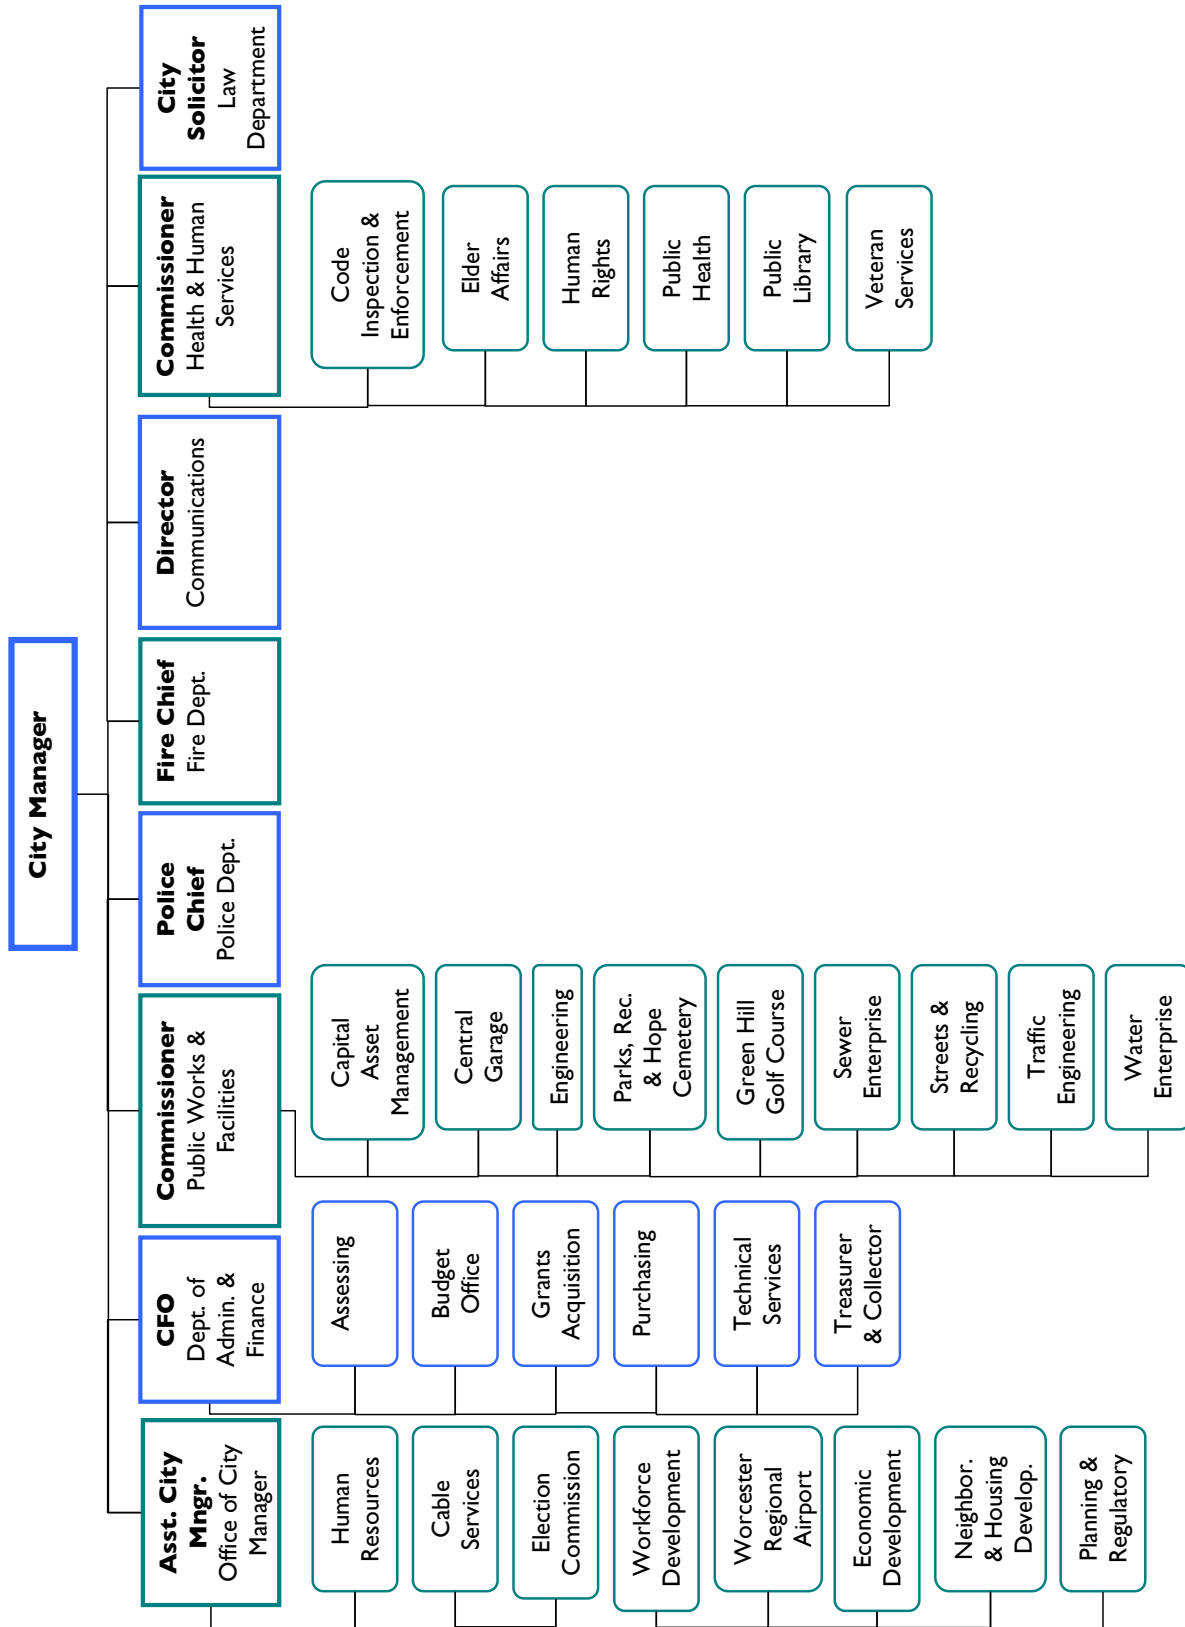 City Manager
Asst. City
Mngr.
Office of City
Manager
Human
Resources
Cable
Services
Election
Commission
Workforce
Development
Worcester
Regional
Airport
Economic
Development
Neighbor.
& Housing
Develop.
Planning &
Regulatory
CFO
Dept. of
Admin. &
Finance
Assessing
Budget
Office
Grants
Acquisition
Purchasing
Technical
Services
Treasurer
& Collector
Commissioner
Public Works &
Facilities
Capital
Asset
Management
Central
Garage
Engineering
Parks, Rec.
& Hope
Cemetery
Green Hill
Golf Course
Sewer
Enterprise
Streets &
Recycling
Traffic
Engineering
Water
Enterprise
Police
Chief
Police Dept.
Fire Chief
Fire Dept.
Director
Communications
Commissioner
Health & Human
Services
Code
Inspection &
Enforcement
Elder
Affairs
Human
Rights
Public
Health
Public
Library
Veteran
Services
City
Solicitor
Law
Department